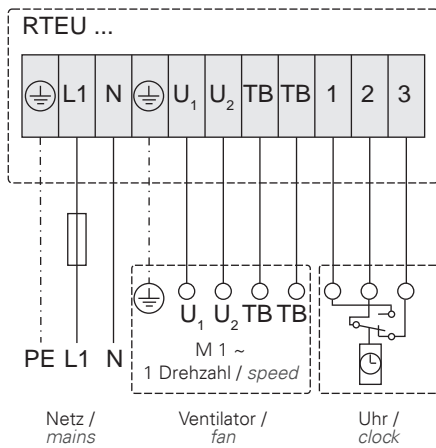 RTEU ...
L1 N U1 U2 TB TB 1 2 3
U1 U2 TB TB
M 1 ~
1 Drehzahl / speed
PE L1 N
Netz /
mains
Ventilator /
fan
Uhr /
clock